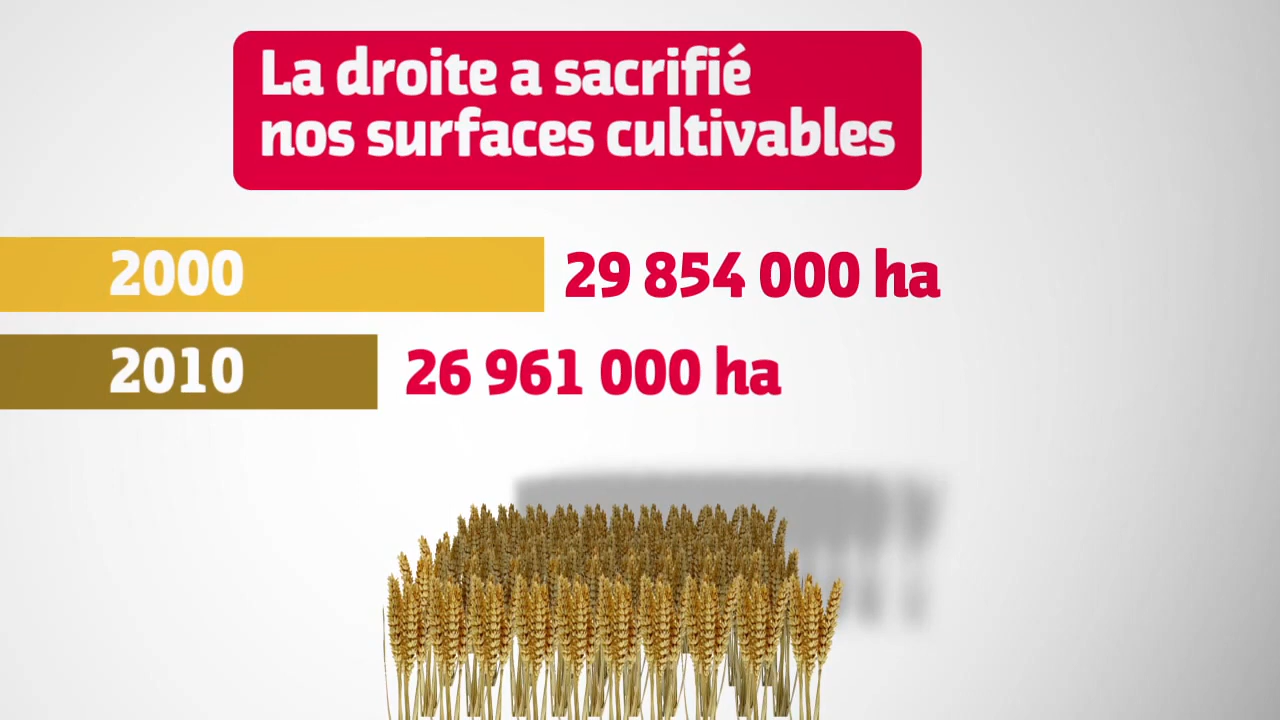 La droite a sacrifié
nos surfaces cultivables
2000 29 854 000 ha
2010 26 961 000 ha